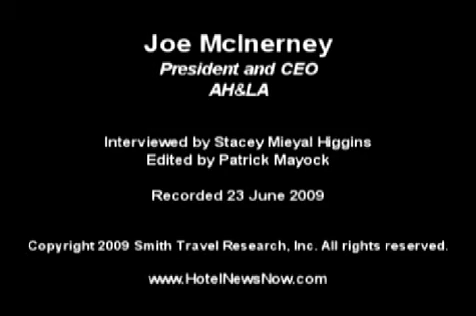 Joe McInerney
President and CEO
AH&LA
Interviewed by Stacey Mieyal Higgins
Edited by Patrick Mayock
Recorded 23 June 2009
Copyright 2009 Smith Travel Research, Inc. All rights reserved.
www.HotelNewsNow.com